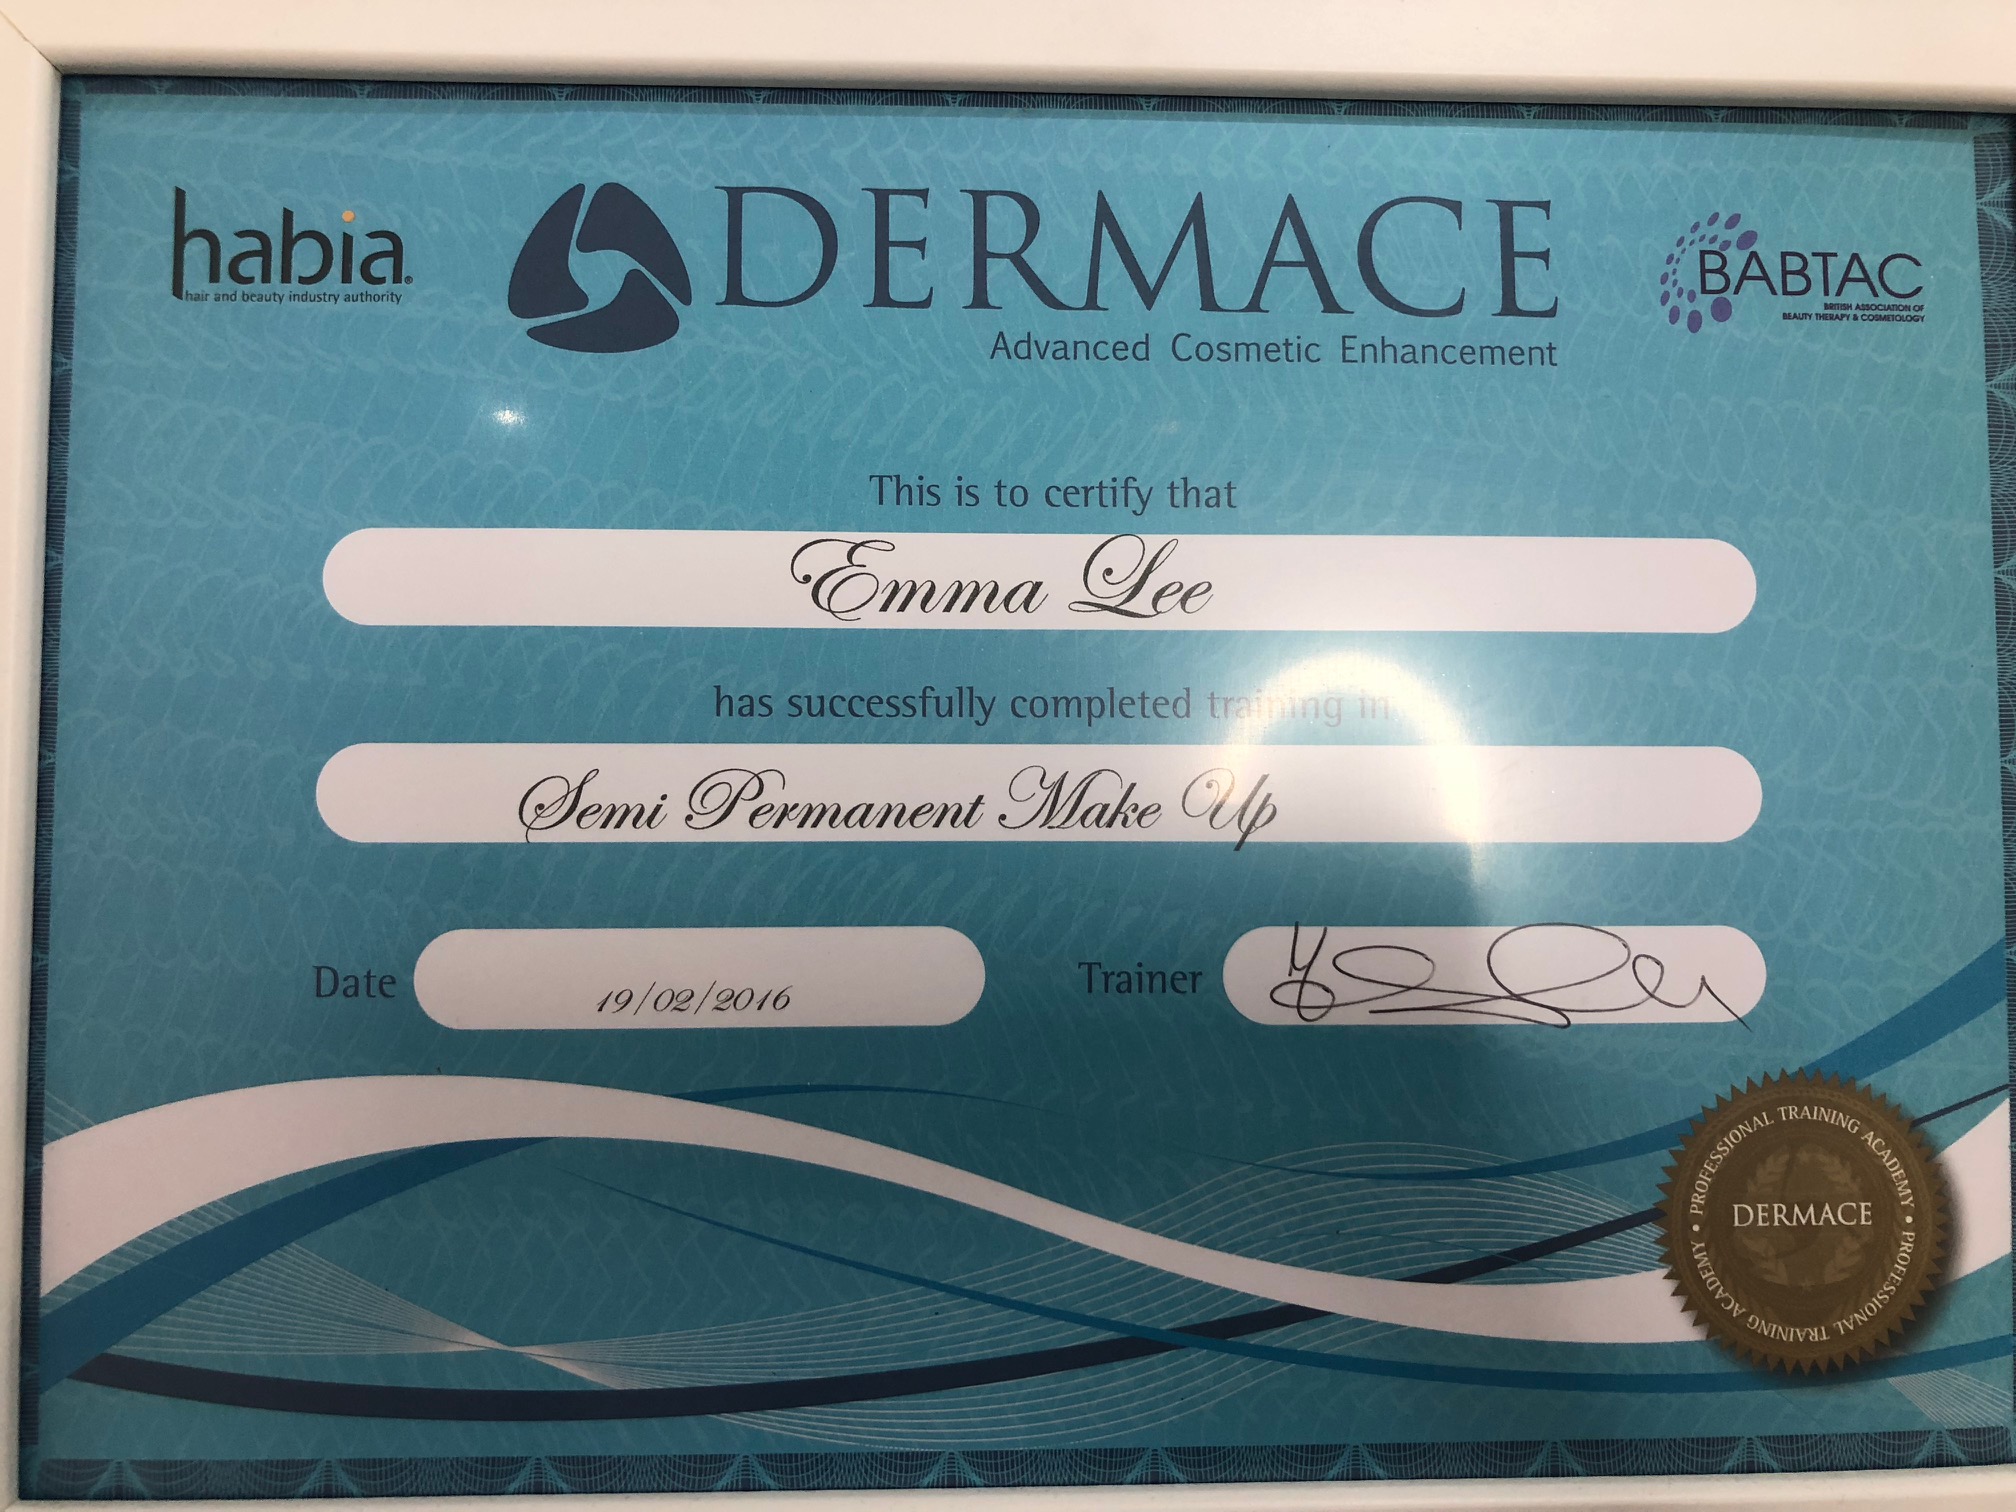 habia
hair and beauty industry authority
DERMACE
Advanced Cosmetic Enhancement
BABTAC
BRITISH ASSOCIATION OF
BEAUTY THERAPY & COSMETOLOGY
This is to certify that
Emma Lee
has successfully completed training in
Semi Permanent Make Up
Date 19/02/2016
Trainer
PROFESSIONAL TRAINING ACADEMY • PROFESSIONAL TRAINING ACADEMY •
DERMACE